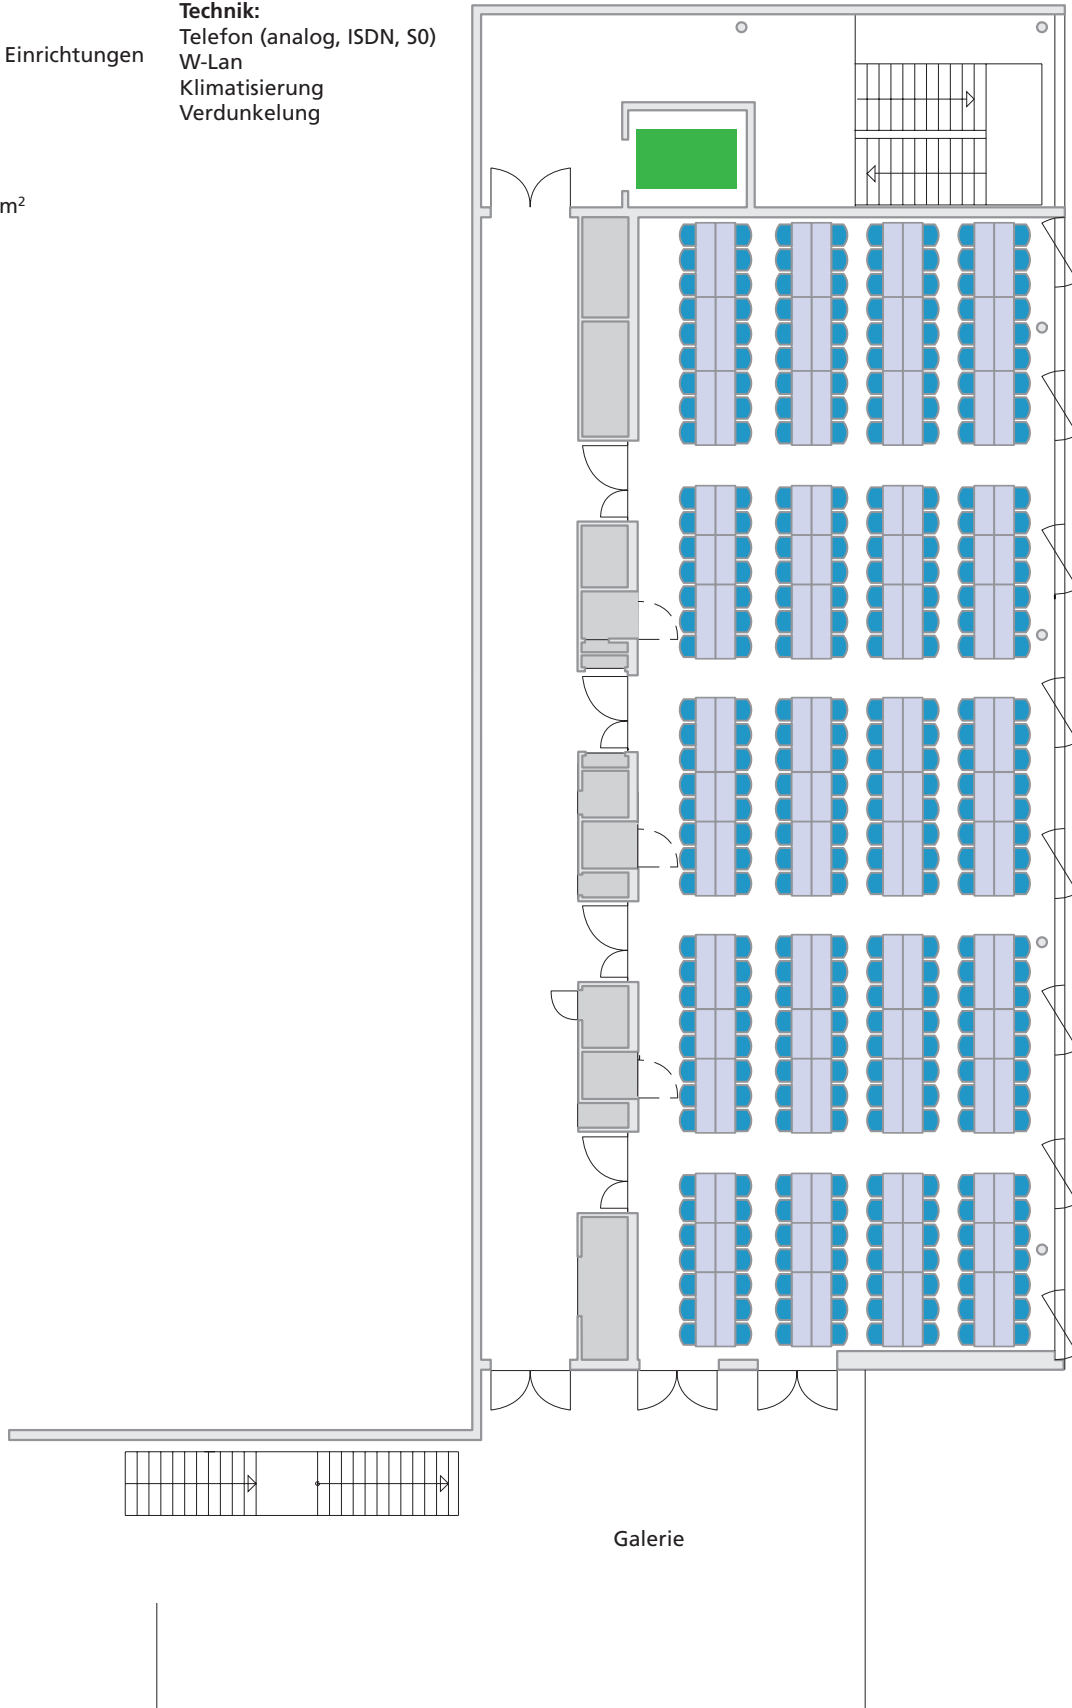 Technik:
Telefon (analog, ISDN, S0)
Einrichtungen
W-Lan
Klimatisierung
Verdunkelung
m²
Galerie